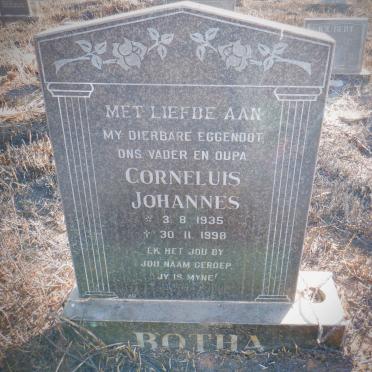 MET LIEFDE AAN
MY DIERBARE EGGENOOT
ONS VADER EN OUPA
CORNELUIS
JOHANNES
* 3. 8. 1935
† 30. 11. 1998
EK HET JOU BY
JOU NAAM GEROEP
JY IS MYNE!
BOTHA